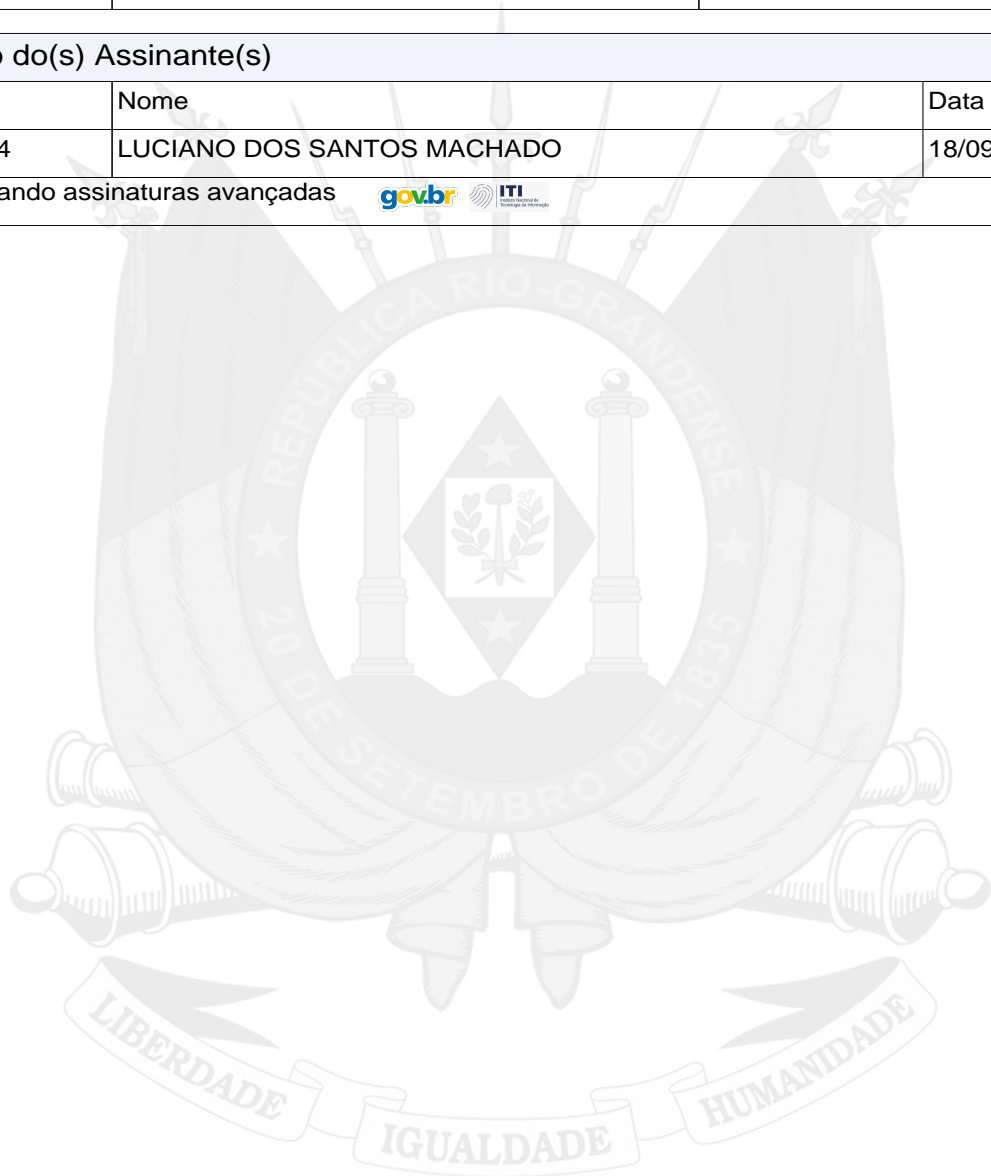 o do(s) Assinante(s)
Nome Data
4 LUCIANO DOS SANTOS MACHADO 18/09
ando assinaturas avançadas gov.br ITI
REPÚBLICA RIO-GRANDENSE
20 DE SETEMBRO DE 1835
LIBERDADE IGUALDADE HUMANIDADE